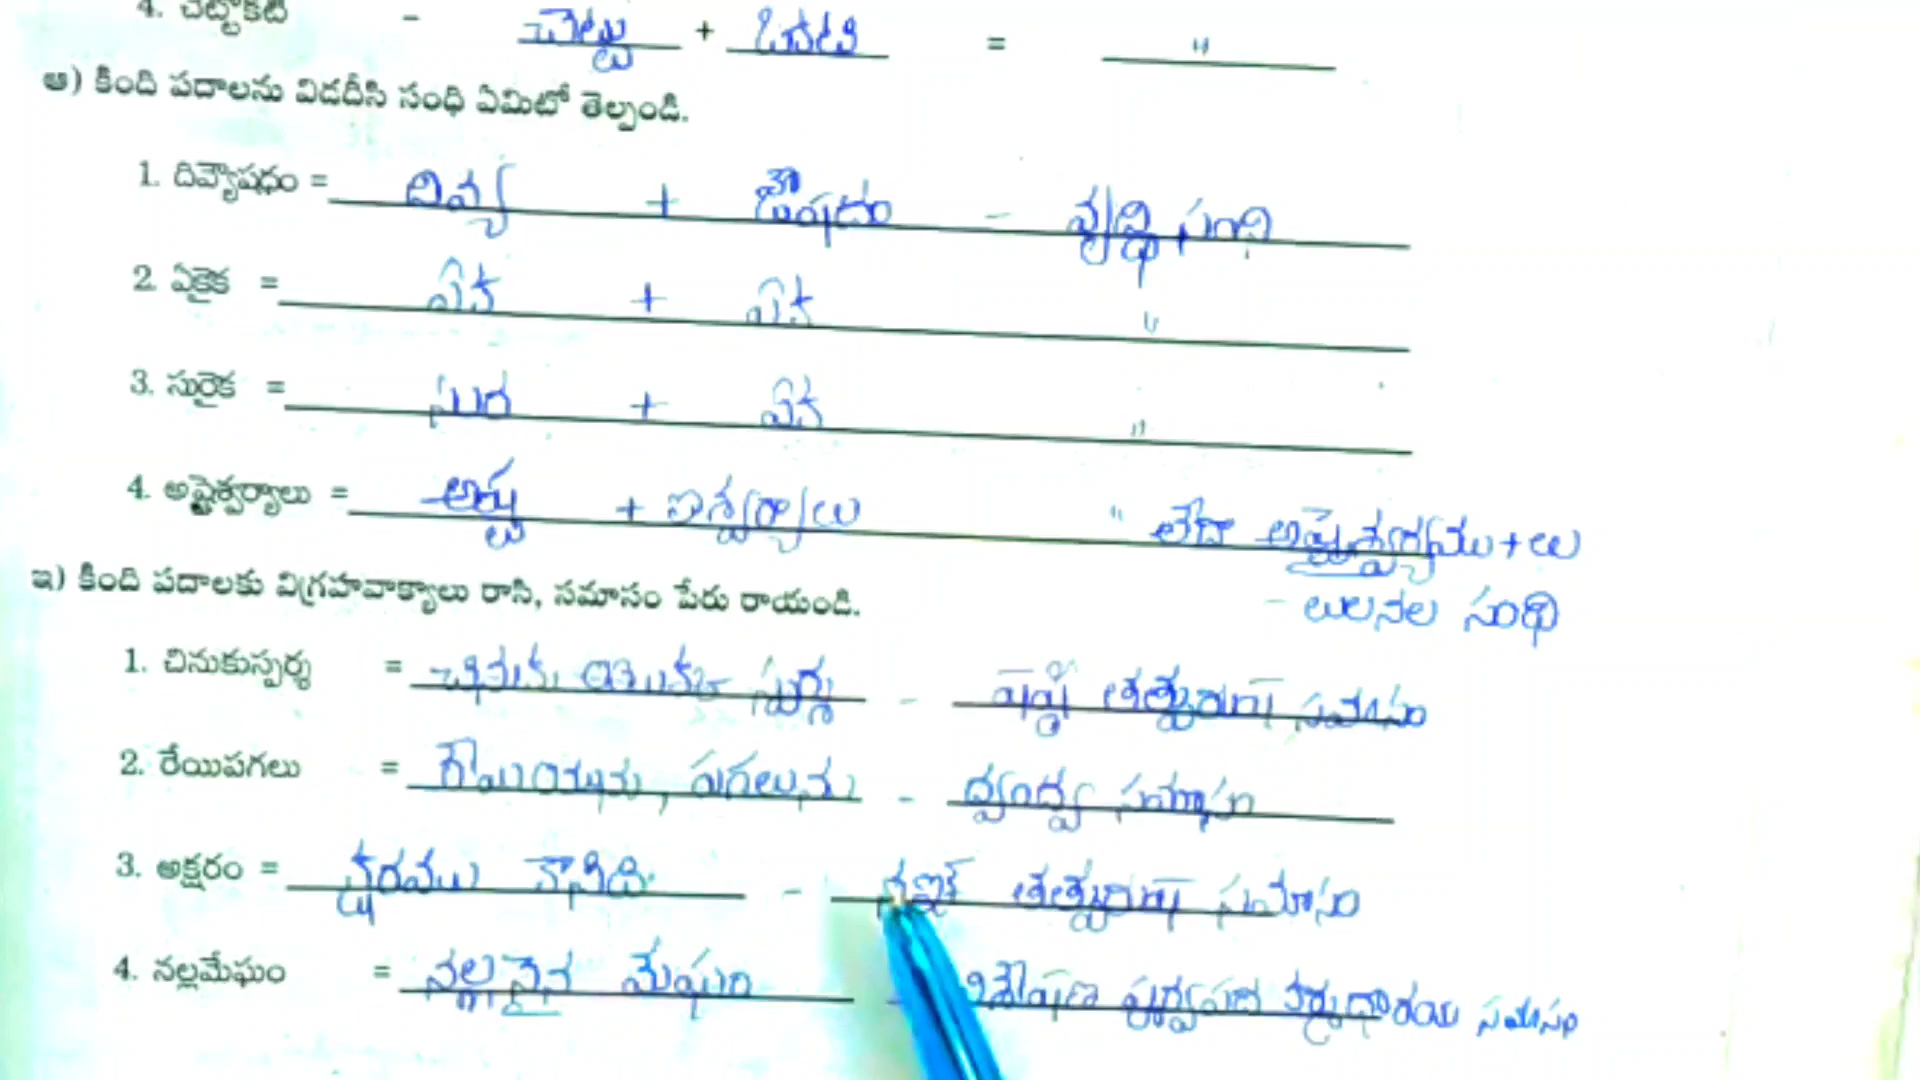 4. చెట్టొకటి - చెట్టు + ఒకటి = "
ఆ) కింది పదాలను విడదీసి సంధి ఏమిటో తెల్పండి.
1. దివ్యౌషధం = దివ్య + ఔషదం - వృద్ధి సంధి
2. ఏకైక = ఏక + ఏక "
3. సురైక = సుర + ఏక "
4. అష్టైశ్వర్యాలు = అష్ట + ఐశ్వర్యాలు " లేదా అష్టైశ్వర్యము + లు
- లులనల సంధి
ఇ) కింది పదాలకు విగ్రహవాక్యాలు రాసి, సమాసం పేరు రాయండి.
1. చినుకుస్పర్శ = చినుకు యొక్క స్పర్శ - షష్ఠీ తత్పురుష సమాసం
2. రేయిపగలు = రేయియును, పగలును - ద్వంద్వ సమాసం
3. అక్షరం = క్షరము కానిది - నఞక్ తత్పురుష సమాసం
4. నల్లమేఘం = నల్లనైన మేఘం - విశేషణ పూర్వపద కర్మధారయ సమాసం